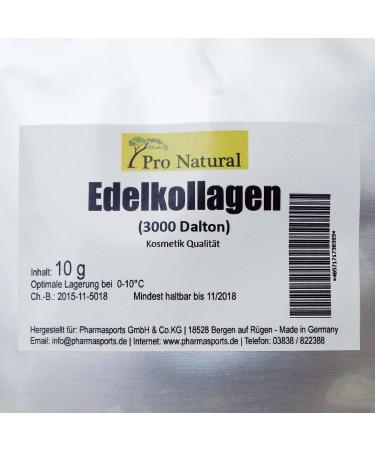 Pro Natural
Edelkollagen
(3000 Dalton)
Kosmetik Qualität
Inhalt: 10 g
Optimale Lagerung bei 0-10°C
Ch.-B.: 2015-11-5018 Mindest haltbar bis 11/2018
Hergestellt für: Pharmasports GmbH & Co.KG | 18528 Bergen auf Rügen - Made in Germany
Email: info@pharmasports.de | Internet: www.pharmasports.de | Telefon: 03838 / 822388